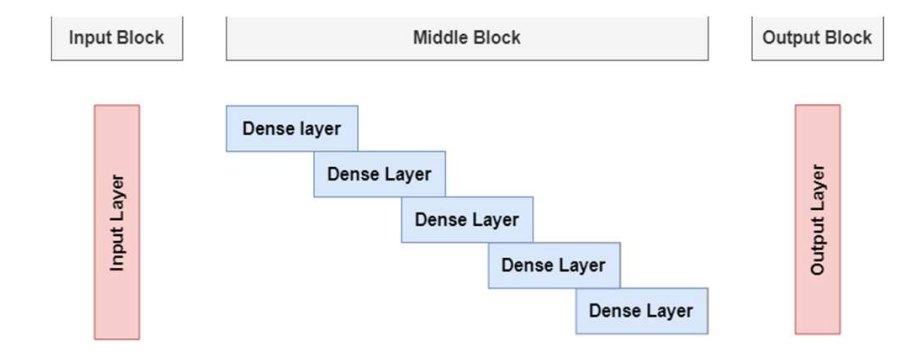 Input Block
Middle Block
Output Block
Input Layer
Dense layer
Dense Layer
Dense Layer
Dense Layer
Dense Layer
Output Layer